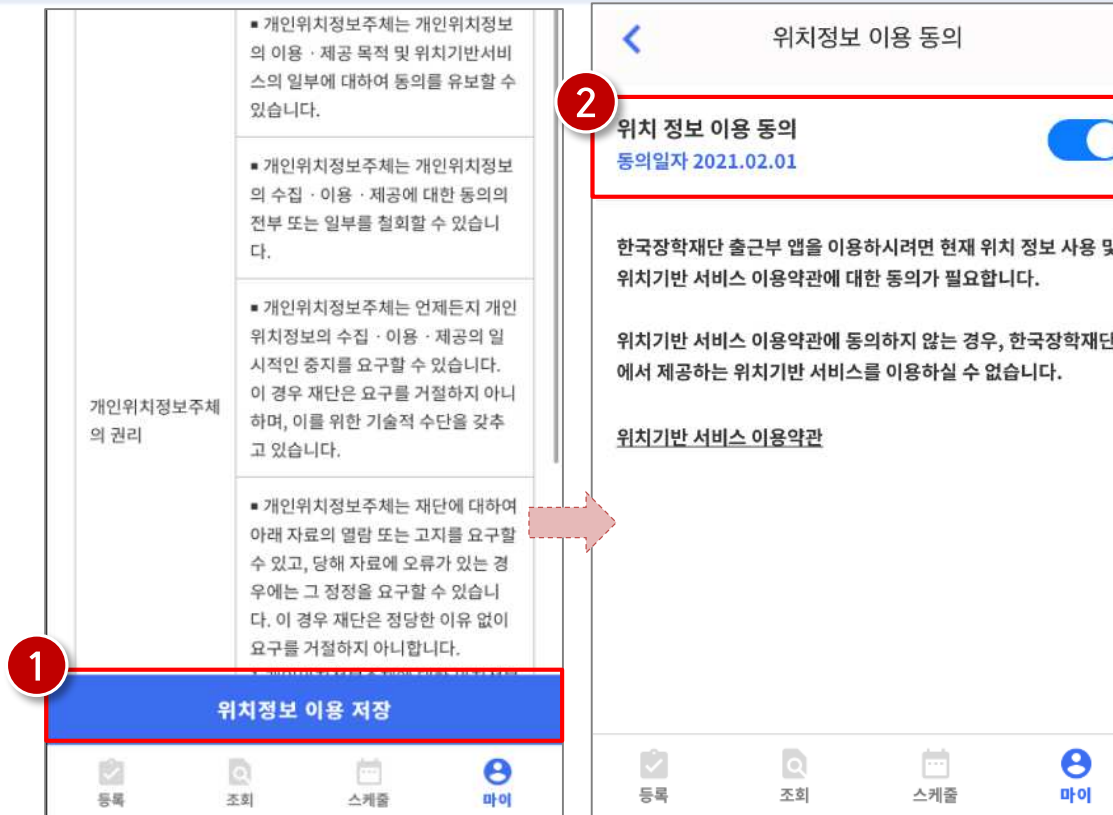 ■ 개인위치정보주체는 개인위치정보
의 이용 · 제공 목적 및 위치기반서비
스의 일부에 대하여 동의를 유보할 수
있습니다.
■ 개인위치정보주체는 개인위치정보
의 수집 · 이용 · 제공에 대한 동의의
전부 또는 일부를 철회할 수 있습니
다.
■ 개인위치정보주체는 언제든지 개인
위치정보의 수집 · 이용 · 제공의 일
시적인 중지를 요구할 수 있습니다.
이 경우 재단은 요구를 거절하지 아니
하며, 이를 위한 기술적 수단을 갖추
고 있습니다.
개인위치정보주체
의 권리
■ 개인위치정보주체는 재단에 대하여
아래 자료의 열람 또는 고지를 요구할
수 있고, 당해 자료에 오류가 있는 경
우에는 그 정정을 요구할 수 있습니
다. 이 경우 재단은 정당한 이유 없이
요구를 거절하지 아니합니다.
1
위치정보 이용 저장
등록
조회
스케줄
마이
위치정보 이용 동의
2
위치 정보 이용 동의
동의일자 2021.02.01
한국장학재단 출근부 앱을 이용하시려면 현재 위치 정보 사용 및
위치기반 서비스 이용약관에 대한 동의가 필요합니다.
위치기반 서비스 이용약관에 동의하지 않는 경우, 한국장학재단
에서 제공하는 위치기반 서비스를 이용하실 수 없습니다.
위치기반 서비스 이용약관
등록
조회
스케줄
마이